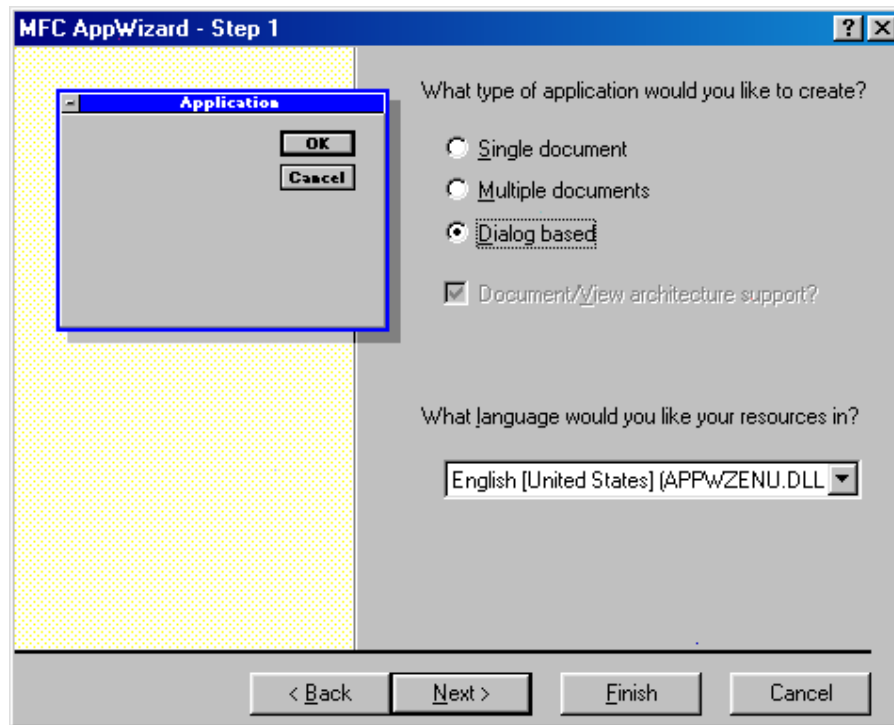 MFC AppWizard - Step 1
Application
OK
Cancel
What type of application would you like to create?
Single document
Multiple documents
Dialog based
Document/View architecture support?
What language would you like your resources in?
English [United States] (APPWZENU.DLL
< Back
Next >
Finish
Cancel